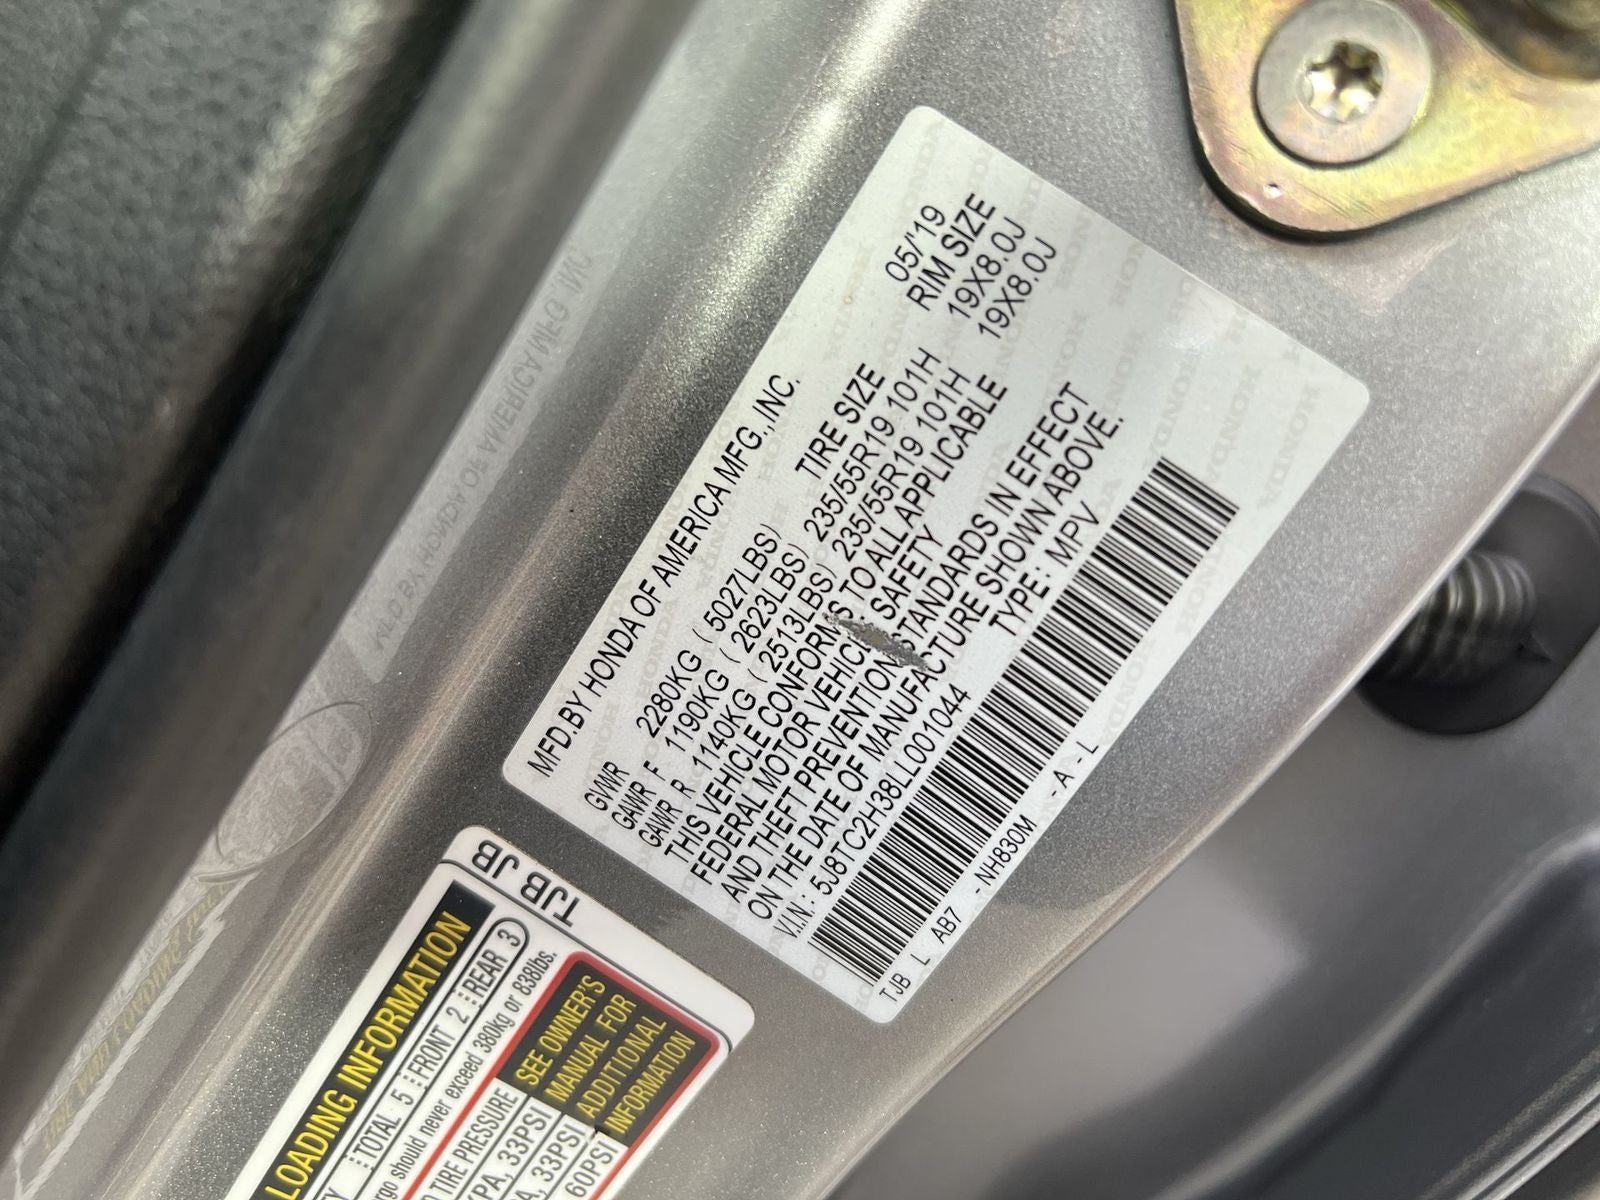 MFD.BY HONDA OF AMERICA MFG.,INC. 05/'19
GVWR 2280KG ( 5027LBS) TIRE SIZE RIM SIZE
GAWR F 1190KG ( 2623LBS) 235/55R19 101H 19X8.0J
GAWR R 1140KG ( 2513LBS) 235/55R19 101H 19X8.0J
THIS VEHICLE CONFORMS TO ALL APPLICABLE
FEDERAL MOTOR VEHICLE SAFETY
AND THEFT PREVENTION STANDARDS IN EFFECT
ON THE DATE OF MANUFACTURE SHOWN ABOVE.
V.I.N.: 5J8TC2H38LL001044 TYPE: MPV
TJB L AB7 - NH830M - A - L
TJB JB
LOADING INFORMATION
TOTAL 5 FRONT 2 REAR 3
should never exceed 380kg or 838lbs.
TIRE PRESSURE
33PSI
33PSI
60PSI
SEE OWNER'S
MANUAL FOR
ADDITIONAL
INFORMATION